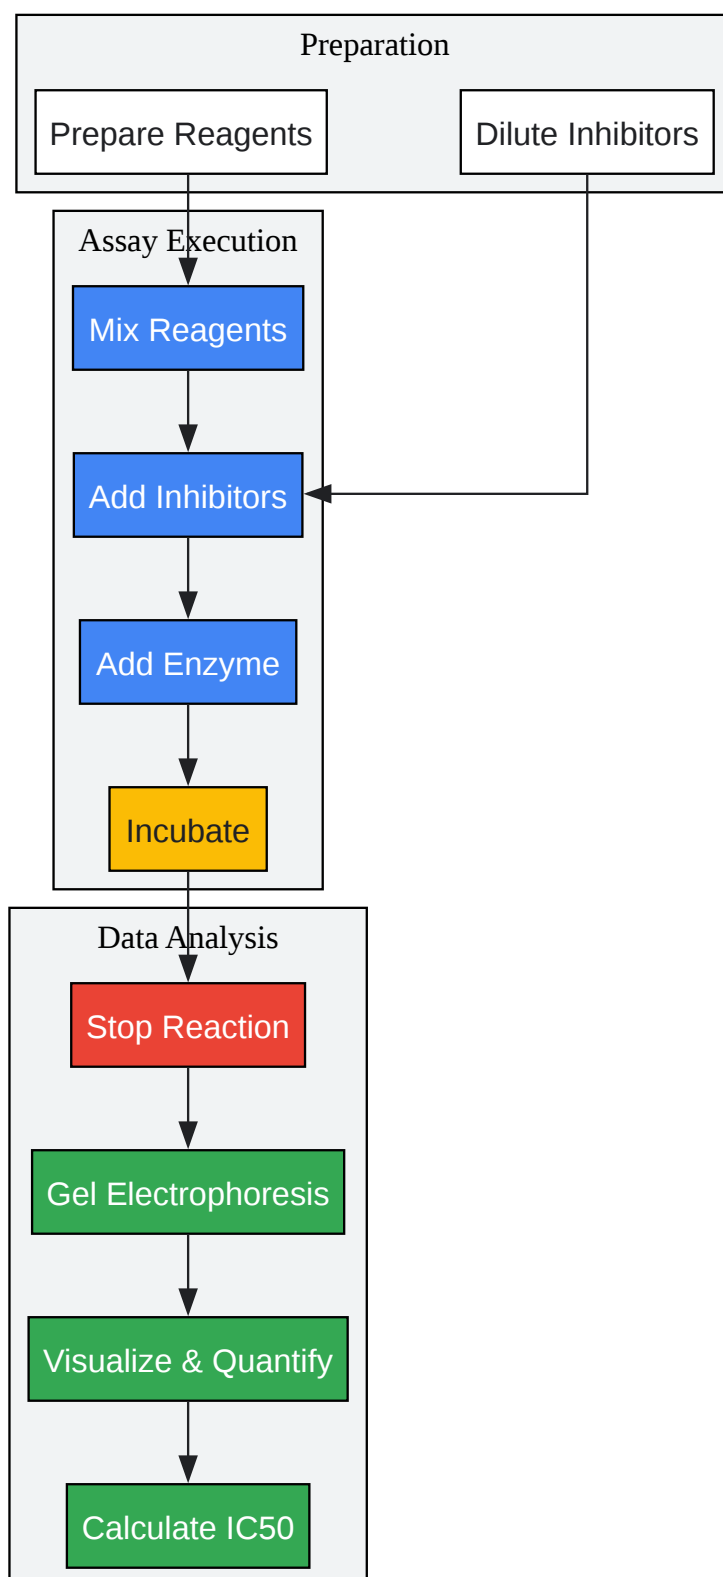 Preparation
Prepare Reagents
Dilute Inhibitors
Assay Execution
Mix Reagents
Add Inhibitors
Add Enzyme
Incubate
Data Analysis
Stop Reaction
Gel Electrophoresis
Visualize & Quantify
Calculate IC50